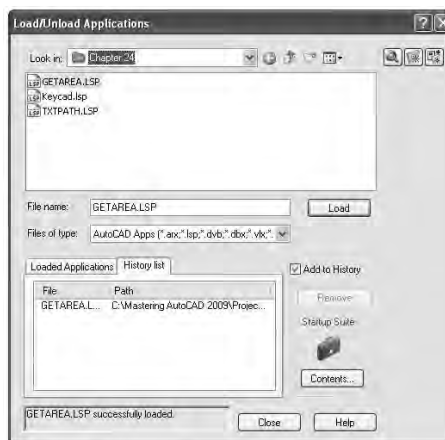 Load/Unload Applications
Look in: Chapter 24
GETAREA.LSP
Keycad.lsp
TXTPATH.LSP
File name: GETAREA.LSP Load
Files of type: AutoCAD Apps (*.arx;*.lsp;*.dvb;*.dbx;*.vlx;*.
Loaded Applications History list Add to History
File Path Remove
GETAREA.L... C:\Mastering AutoCAD 2009\Projec...
Startup Suite
Contents...
GETAREA.LSP successfully loaded. Close Help